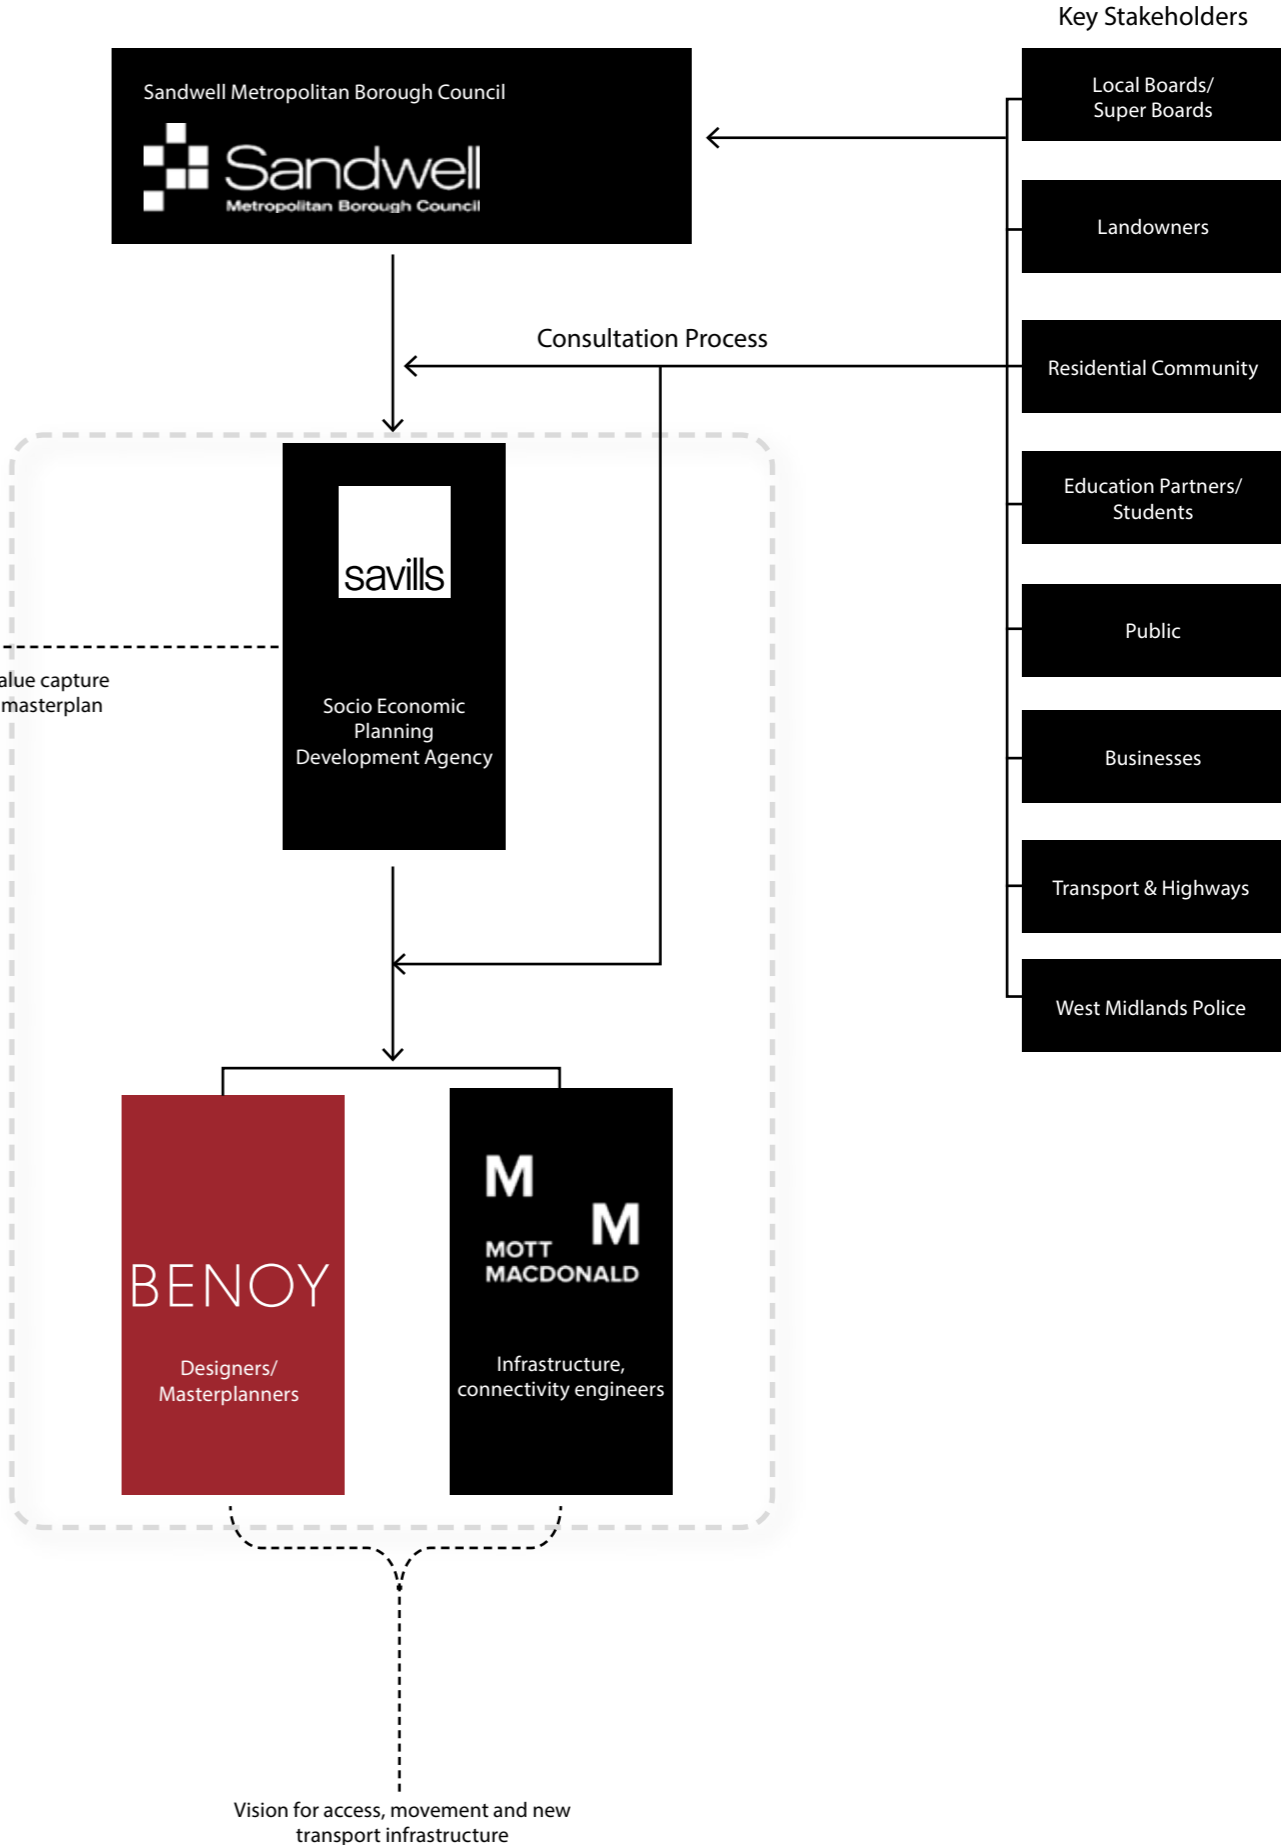 Key Stakeholders
Sandwell Metropolitan Borough Council
Sandwell
Metropolitan Borough Council
Local Boards/
Super Boards
Landowners
Consultation Process
Residential Community
Education Partners/
Students
Public
Businesses
Transport & Highways
West Midlands Police
savills
Socio Economic
Planning
Development Agency
capture
masterplan
BENOY
Designers/
Masterplanners
M
M
MOTT
MACDONALD
Infrastructure,
connectivity engineers
Vision for access, movement and new
transport infrastructure